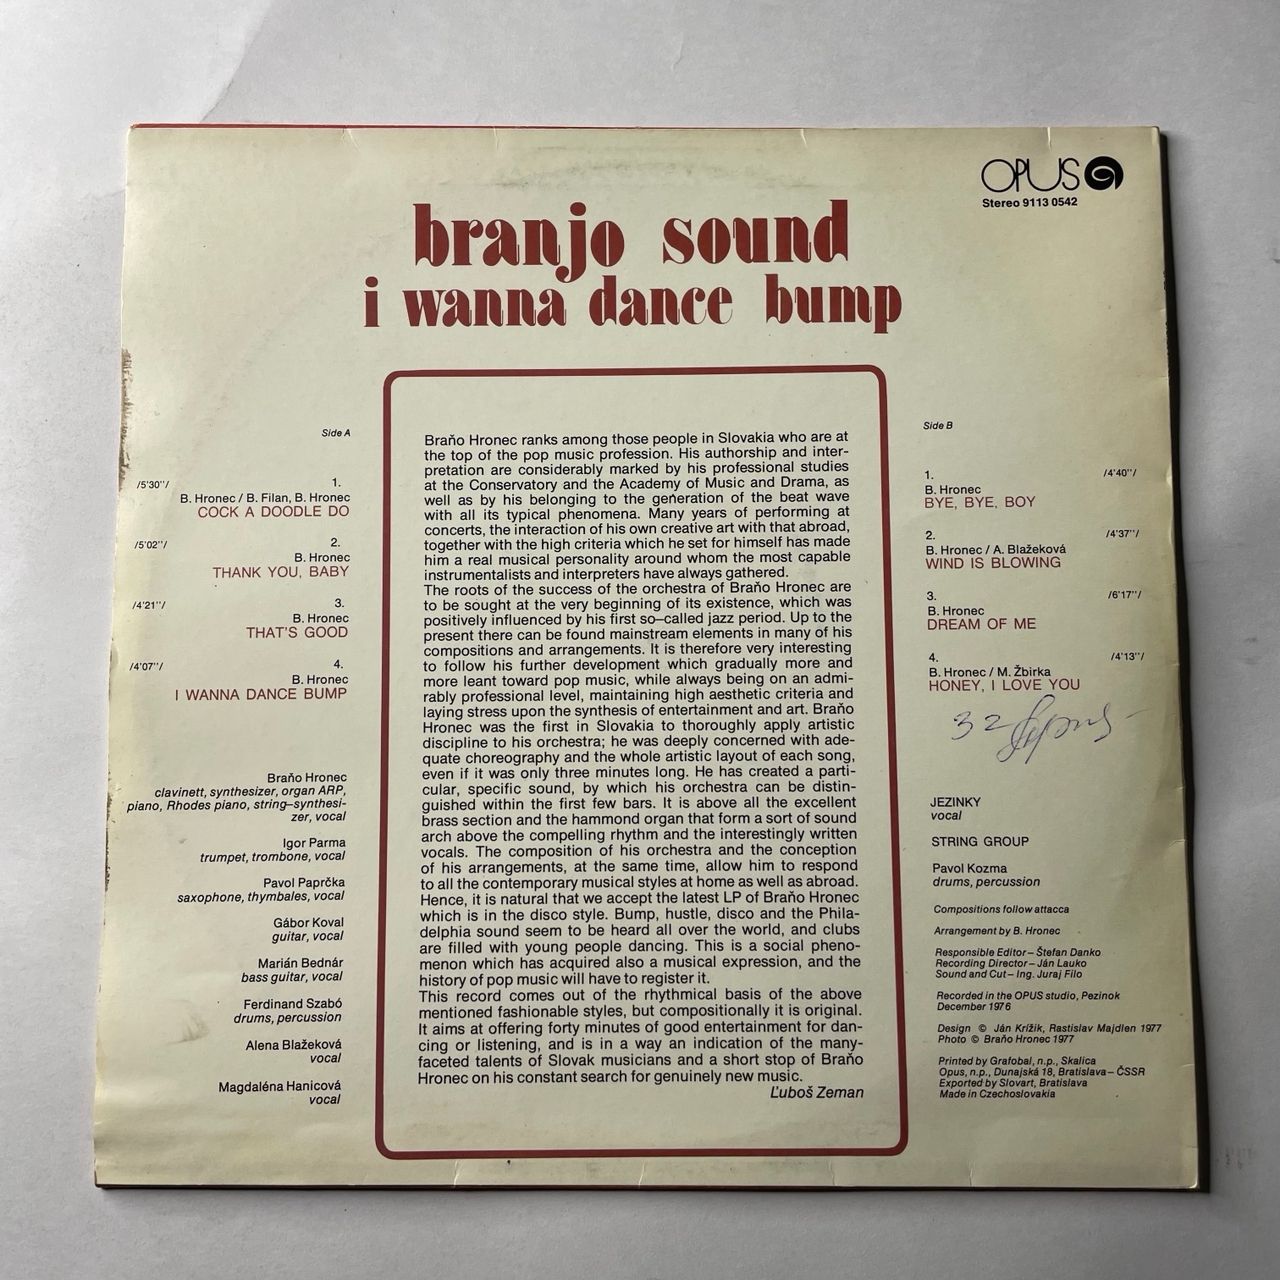 OPUS
Stereo 9113 0542
branjo sound
i wanna dance bump
Side A
/5'30''/ 1.
B. Hronec / B. Filan, B. Hronec
COCK A DOODLE DO
/5'02''/ 2.
B. Hronec
THANK YOU, BABY
/4'21''/ 3.
B. Hronec
THAT'S GOOD
/4'07''/ 4.
B. Hronec
I WANNA DANCE BUMP
Braňo Hronec
clavinett, synthesizer, organ ARP,
piano, Rhodes piano, string–synthesi-
zer, vocal
Igor Parma
trumpet, trombone, vocal
Pavol Paprčka
saxophone, thymbales, vocal
Gábor Koval
guitar, vocal
Marián Bednár
bass guitar, vocal
Ferdinand Szabó
drums, percussion
Alena Blažeková
vocal
Magdaléna Hanicová
vocal
Braňo Hronec ranks among those people in Slovakia who are at
the top of the pop music profession. His authorship and inter-
pretation are considerably marked by his professional studies
at the Conservatory and the Academy of Music and Drama, as
well as by his belonging to the generation of the beat wave
with all its typical phenomena. Many years of performing at
concerts, the interaction of his own creative art with that abroad,
together with the high criteria which he set for himself has made
him a real musical personality around whom the most capable
instrumentalists and interpreters have always gathered.
The roots of the success of the orchestra of Braňo Hronec are
to be sought at the very beginning of its existence, which was
positively influenced by his first so–called jazz period. Up to the
present there can be found mainstream elements in many of his
compositions and arrangements. It is therefore very interesting
to follow his further development which gradually more and
more leant toward pop music, while always being on an admi-
rably professional level, maintaining high aesthetic criteria and
laying stress upon the synthesis of entertainment and art. Braňo
Hronec was the first in Slovakia to thoroughly apply artistic
discipline to his orchestra; he was deeply concerned with ade-
quate choreography and the whole artistic layout of each song,
even if it was only three minutes long. He has created a parti-
cular, specific sound, by which his orchestra can be distin-
guished within the first few bars. It is above all the excellent
brass section and the hammond organ that form a sort of sound
arch above the compelling rhythm and the interestingly written
vocals. The composition of his orchestra and the conception
of his arrangements, at the same time, allow him to respond
to all the contemporary musical styles at home as well as abroad.
Hence, it is natural that we accept the latest LP of Braňo Hronec
which is in the disco style. Bump, hustle, disco and the Phila-
delphia sound seem to be heard all over the world, and clubs
are filled with young people dancing. This is a social pheno-
menon which has acquired also a musical expression, and the
history of pop music will have to register it.
This record comes out of the rhythmical basis of the above
mentioned fashionable styles, but compositionally it is original.
It aims at offering forty minutes of good entertainment for dan-
cing or listening, and is in a way an indication of the many-
faceted talents of Slovak musicians and a short stop of Braňo
Hronec on his constant search for genuinely new music.
Ľuboš Zeman
Side B
1. /4'40''/
B. Hronec
BYE, BYE, BOY
2. /4'37''/
B. Hronec / A. Blažeková
WIND IS BLOWING
3. /6'17''/
B. Hronec
DREAM OF ME
4. /4'13''/
B. Hronec / M. Žbirka
HONEY, I LOVE YOU
32
JEZINKY
vocal
STRING GROUP
Pavol Kozma
drums, percussion
Compositions follow attacca
Arrangement by B. Hronec
Responsible Editor – Štefan Danko
Recording Director – Ján Lauko
Sound and Cut – Ing. Juraj Filo
Recorded in the OPUS studio, Pezinok
December 1976
Design © Ján Krížik, Rastislav Majdlen 1977
Photo © Braňo Hronec 1977
Printed by Grafobal, n.p., Skalica
Opus, n.p., Dunajská 18, Bratislava – ČSSR
Exported by Slovart, Bratislava
Made in Czechoslovakia